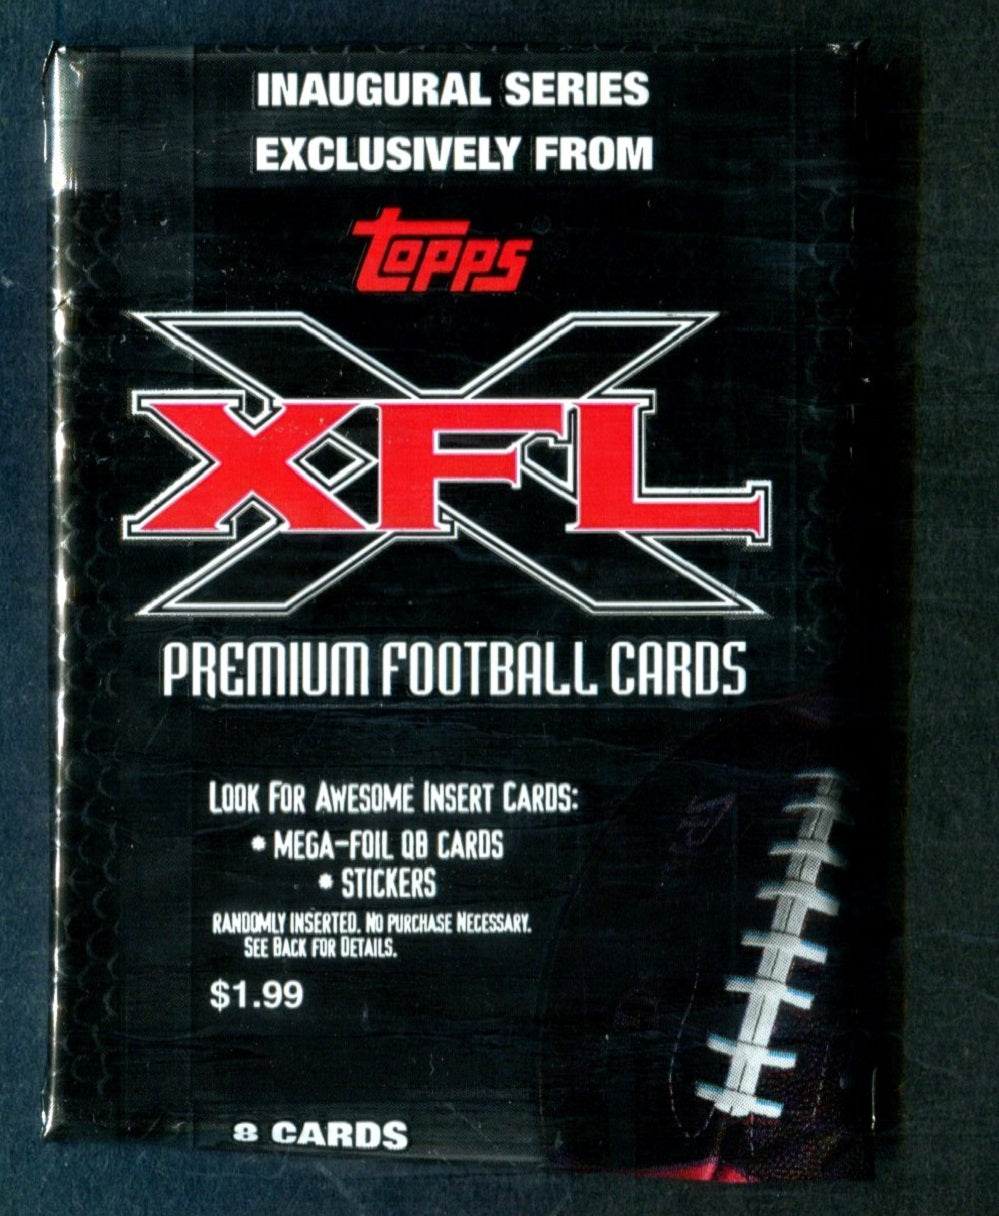 INAUGURAL SERIES
EXCLUSIVELY FROM
Topps
XFL
PREMIUM FOOTBALL CARDS
LOOK FOR AWESOME INSERT CARDS:
• MEGA-FOIL QB CARDS
• STICKERS
RANDOMLY INSERTED. NO PURCHASE NECESSARY.
SEE BACK FOR DETAILS.
$1.99
8 CARDS